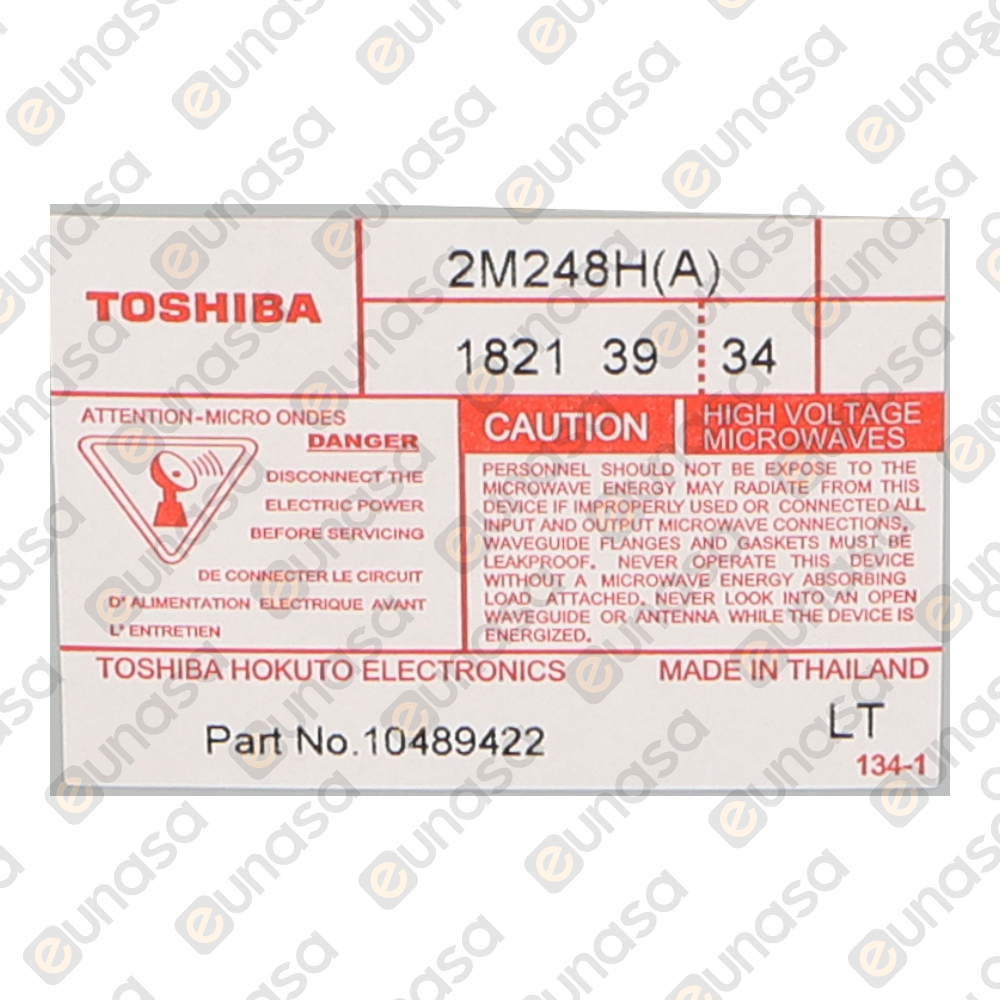 2M248H(A)
TOSHIBA
1821 39 34
ATTENTION-MICRO ONDES
DANGER
DISCONNECT THE
ELECTRIC POWER
BEFORE SERVICING
DE CONNECTER LE CIRCUIT
D' ALIMENTATION ELECTRIQUE AVANT
L' ENTRETIEN
CAUTION
HIGH VOLTAGE
MICROWAVES
PERSONNEL SHOULD NOT BE EXPOSE TO THE
MICROWAVE ENERGY MAY RADIATE FROM THIS
DEVICE IF IMPROPERLY USED OR CONNECTED ALL
INPUT AND OUTPUT MICROWAVE CONNECTIONS,
WAVEGUIDE FLANGES AND GASKETS MUST BE
LEAKPROOF. NEVER OPERATE THIS DEVICE
WITHOUT A MICROWAVE ENERGY ABSORBING
LOAD ATTACHED. NEVER LOOK INTO AN OPEN
WAVEGUIDE OR ANTENNA WHILE THE DEVICE IS
ENERGIZED.
TOSHIBA HOKUTO ELECTRONICS MADE IN THAILAND
Part No.10489422
LT
134-1
eunasa